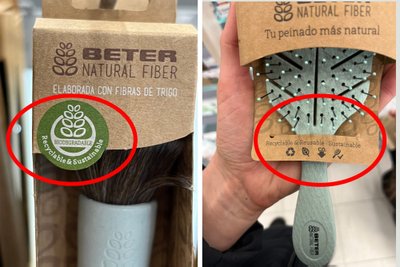 BETER
NATURAL FIBER
ELABORADA CON FIBRAS DE TRIGO
BIODEGRADABLE
Recyclable & Sustainable
BETER
NATURAL FIBER
Tu peinado más natural
Recyclable & Reusable · Sustainable
BETER